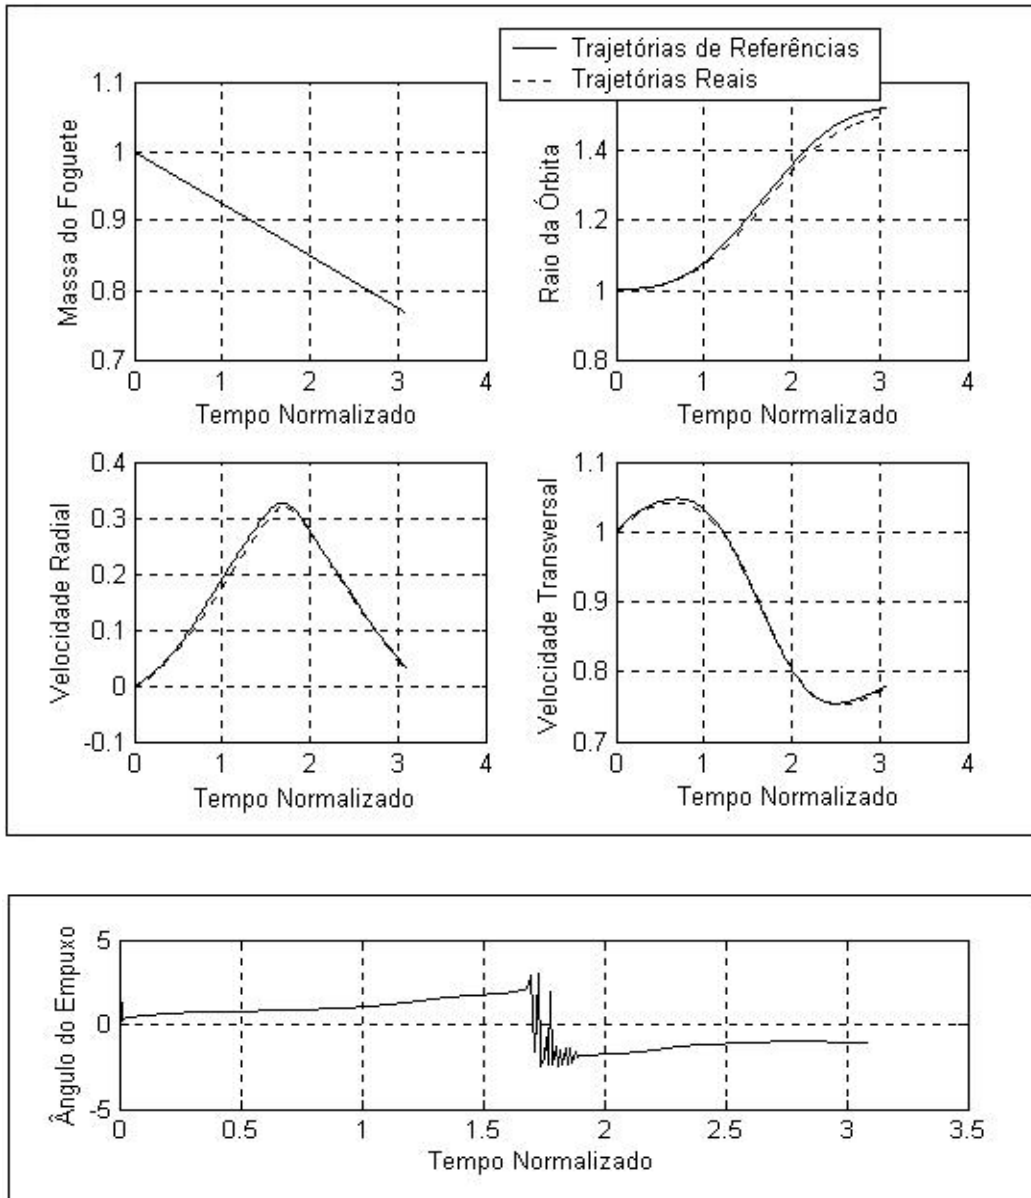 Trajetórias de Referências
Trajetórias Reais
Massa do Foguete
1.1
1
0.9
0.8
0.7
0 1 2 3 4
Tempo Normalizado
Raio da Órbita
1.4
1.2
1
0.8
0 1 2 3 4
Tempo Normalizado
Velocidade Radial
0.4
0.3
0.2
0.1
0
-0.1
0 1 2 3 4
Tempo Normalizado
Velocidade Transversal
1.1
1
0.9
0.8
0.7
0 1 2 3 4
Tempo Normalizado
Ângulo do Empuxo
5
0
-5
0 0.5 1 1.5 2 2.5 3 3.5
Tempo Normalizado